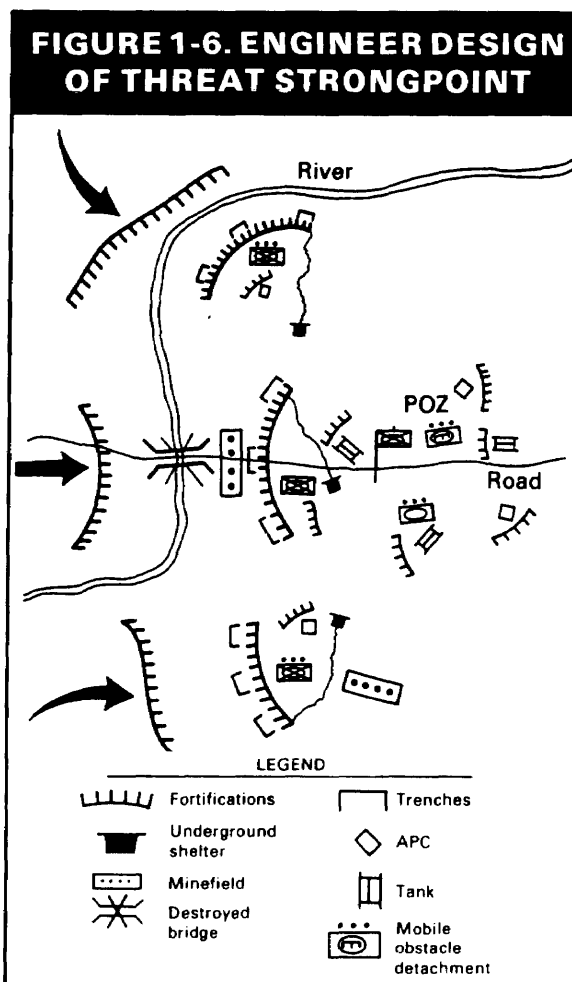 FIGURE 1-6. ENGINEER DESIGN
OF THREAT STRONGPOINT
River
POZ
Road
LEGEND
Fortifications
Underground
shelter
Minefield
Destroyed
bridge
Trenches
APC
Tank
Mobile
obstacle
detachment